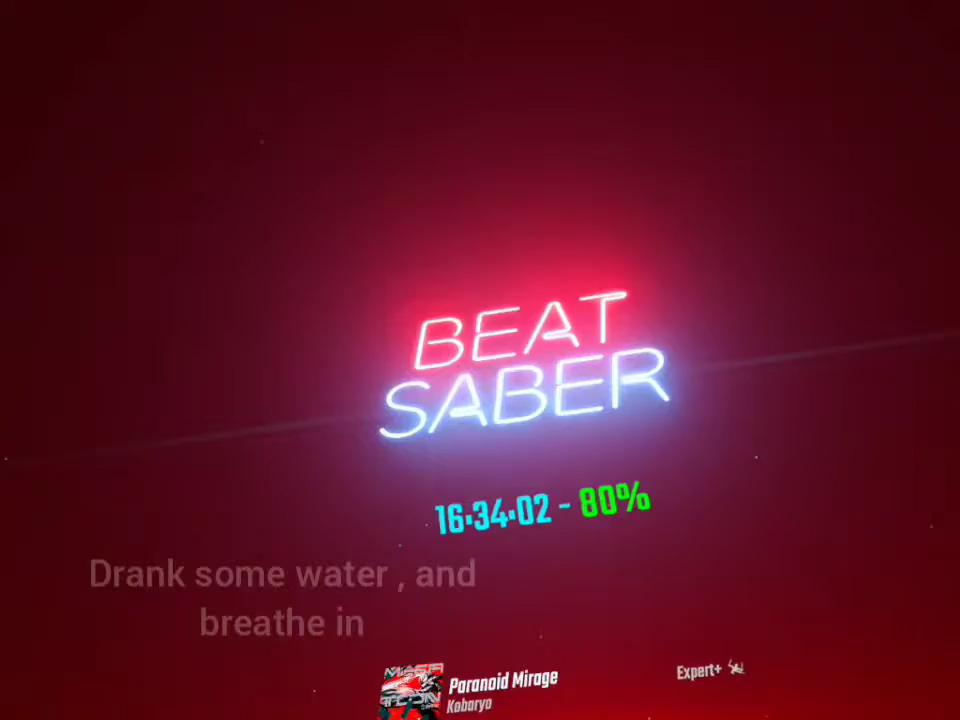 BEAT
SABER
16:34:02 - 80%
Drank some water , and
breathe in
Paranoid Mirage
Kobaryo
Expert+